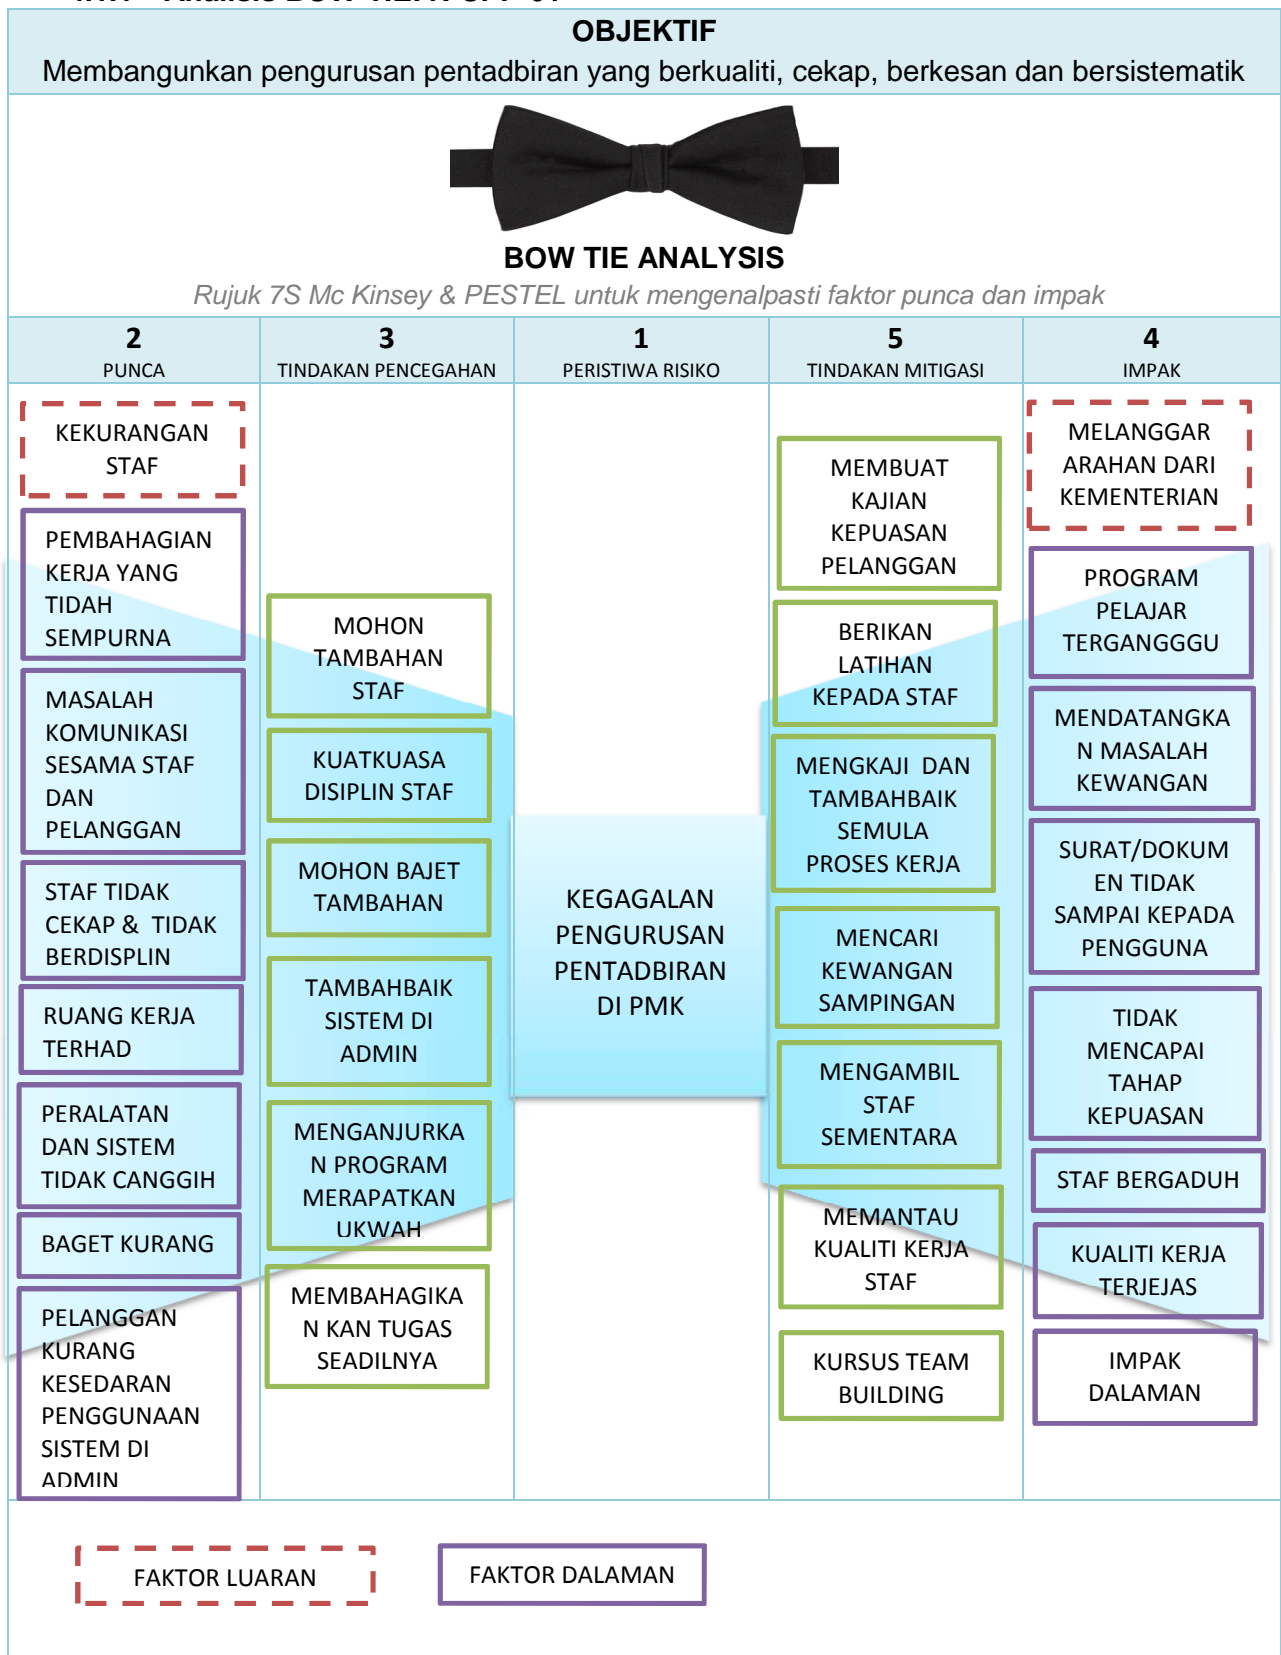 Analisis BOW TIE
OBJEKTIF
Membangunkan pengurusan pentadbiran yang berkualiti, cekap, berkesan dan bersistematik
BOW TIE ANALYSIS
Rujuk 7S Mc Kinsey & PESTEL untuk mengenalpasti faktor punca dan impak
2
PUNCA
3
TINDAKAN PENCEGAHAN
1
PERISTIWA RISIKO
5
TINDAKAN MITIGASI
4
IMPAK
KEKURANGAN
STAF
PEMBAHAGIAN
KERJA YANG
TIDAH
SEMPURNA
MASALAH
KOMUNIKASI
SESAMA STAF
DAN
PELANGGAN
STAF TIDAK
CEKAP & TIDAK
BERDISPLIN
RUANG KERJA
TERHAD
PERALATAN
DAN SISTEM
TIDAK CANGGIH
BAGET KURANG
PELANGGAN
KURANG
KESEDARAN
PENGGUNAAN
SISTEM DI
ADMIN
MOHON
TAMBAHAN
STAF
KUATKUASA
DISIPLIN STAF
MOHON BAJET
TAMBAHAN
TAMBAHBAIK
SISTEM DI
ADMIN
MENGANJURKA
N PROGRAM
MERAPATKAN
UKWAH
MEMBAHAGIKA
N KAN TUGAS
SEADILNYA
KEGAGALAN
PENGURUSAN
PENTADBIRAN
DI PMK
MEMBUAT
KAJIAN
KEPUASAN
PELANGGAN
BERIKAN
LATIHAN
KEPADA STAF
MENGKAJI DAN
TAMBAHBAIK
SEMULA
PROSES KERJA
MENCARI
KEWANGAN
SAMPINGAN
MENGAMBIL
STAF
SEMENTARA
MEMANTAU
KUALITI KERJA
STAF
KURSUS TEAM
BUILDING
MELANGGAR
ARAHAN DARI
KEMENTERIAN
PROGRAM
PELAJAR
TERGANGGGU
MENDATANGKA
N MASALAH
KEWANGAN
SURAT/DOKUM
EN TIDAK
SAMPAI KEPADA
PENGGUNA
TIDAK
MENCAPAI
TAHAP
KEPUASAN
STAF BERGADUH
KUALITI KERJA
TERJEJAS
IMPAK
DALAMAN
FAKTOR LUARAN
FAKTOR DALAMAN